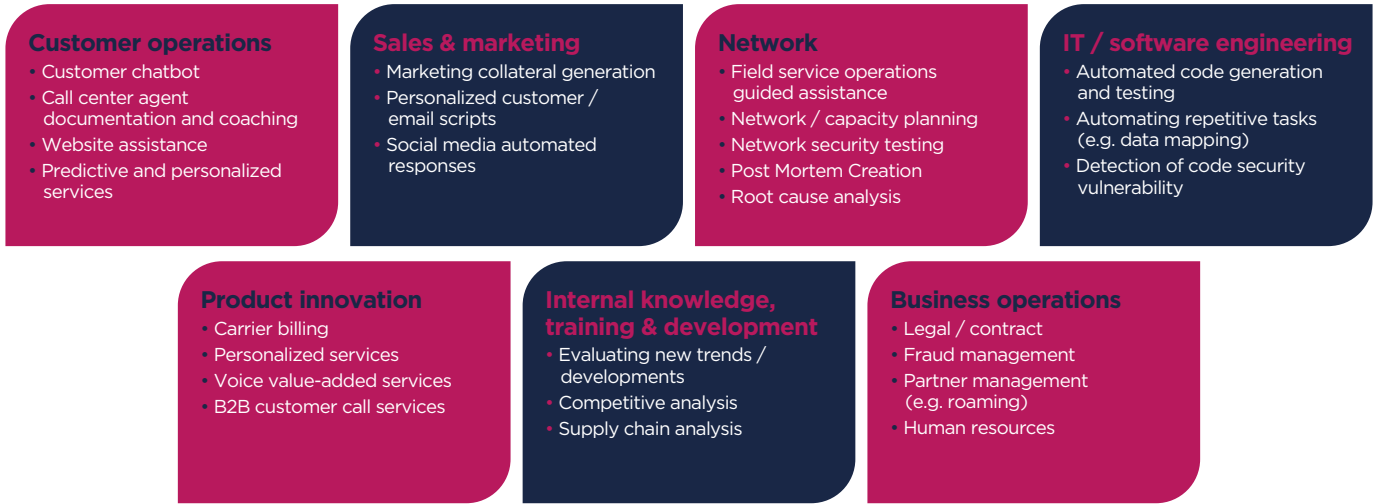 Customer operations
• Customer chatbot
• Call center agent
documentation and coaching
• Website assistance
• Predictive and personalized
services
Sales & marketing
• Marketing collateral generation
• Personalized customer /
email scripts
• Social media automated
responses
Network
• Field service operations
guided assistance
• Network / capacity planning
• Network security testing
• Post Mortem Creation
• Root cause analysis
IT / software engineering
• Automated code generation
and testing
• Automating repetitive tasks
(e.g. data mapping)
• Detection of code security
vulnerability
Product innovation
• Carrier billing
• Personalized services
• Voice value-added services
• B2B customer call services
Internal knowledge,
training & development
• Evaluating new trends /
developments
• Competitive analysis
• Supply chain analysis
Business operations
• Legal / contract
• Fraud management
• Partner management
(e.g. roaming)
• Human resources